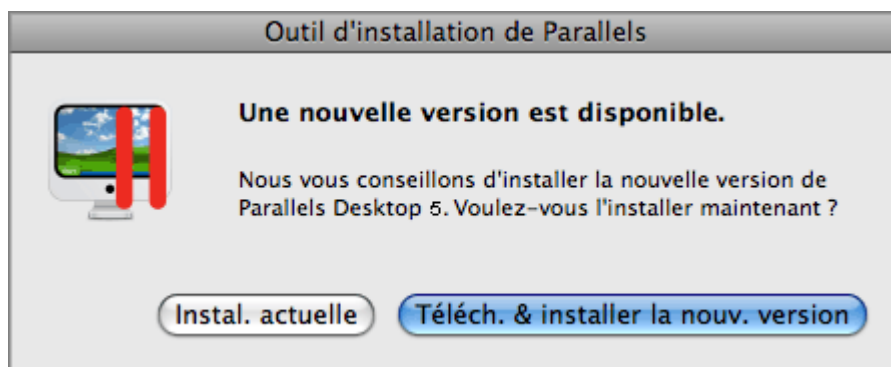 Outil d'installation de Parallels
Une nouvelle version est disponible.
Nous vous conseillons d'installer la nouvelle version de
Parallels Desktop 5. Voulez-vous l'installer maintenant ?
Instal. actuelle
Téléch. & installer la nouv. version